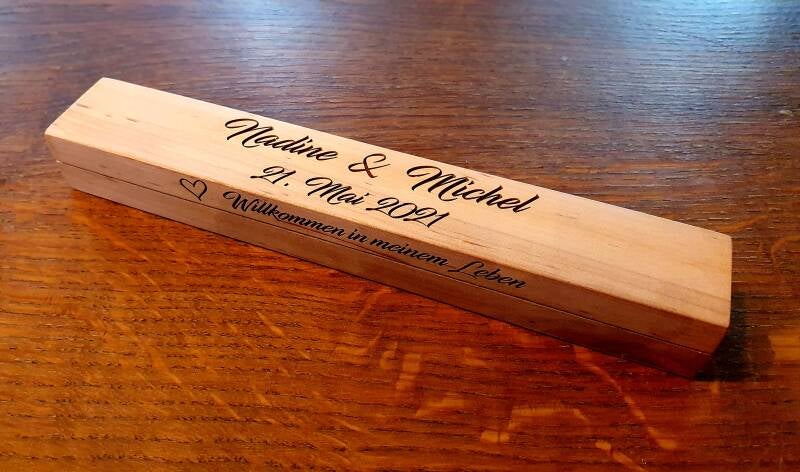 Nadine & Michel
21. Mai 2021
Willkommen in meinem Leben